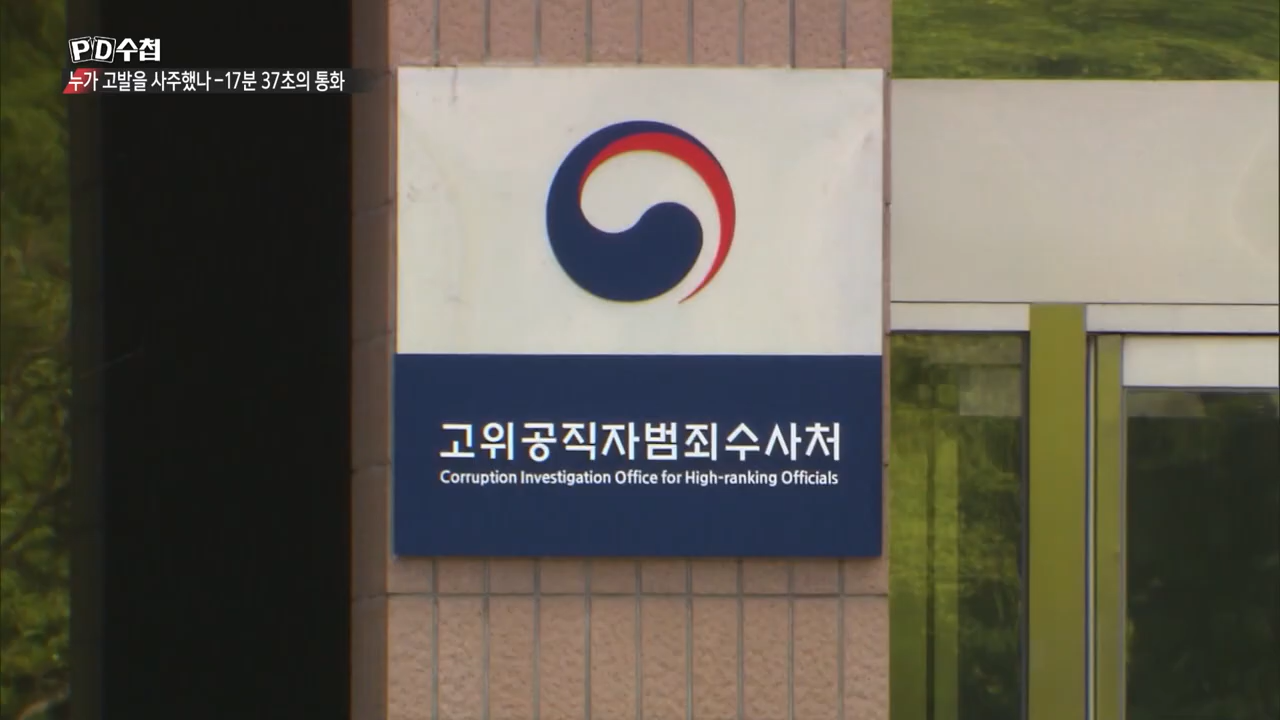 PD수첩
누가 고발을 사주했나-17분 37초의 통화
고위공직자범죄수사처
Corruption Investigation Office for High-ranking Officials